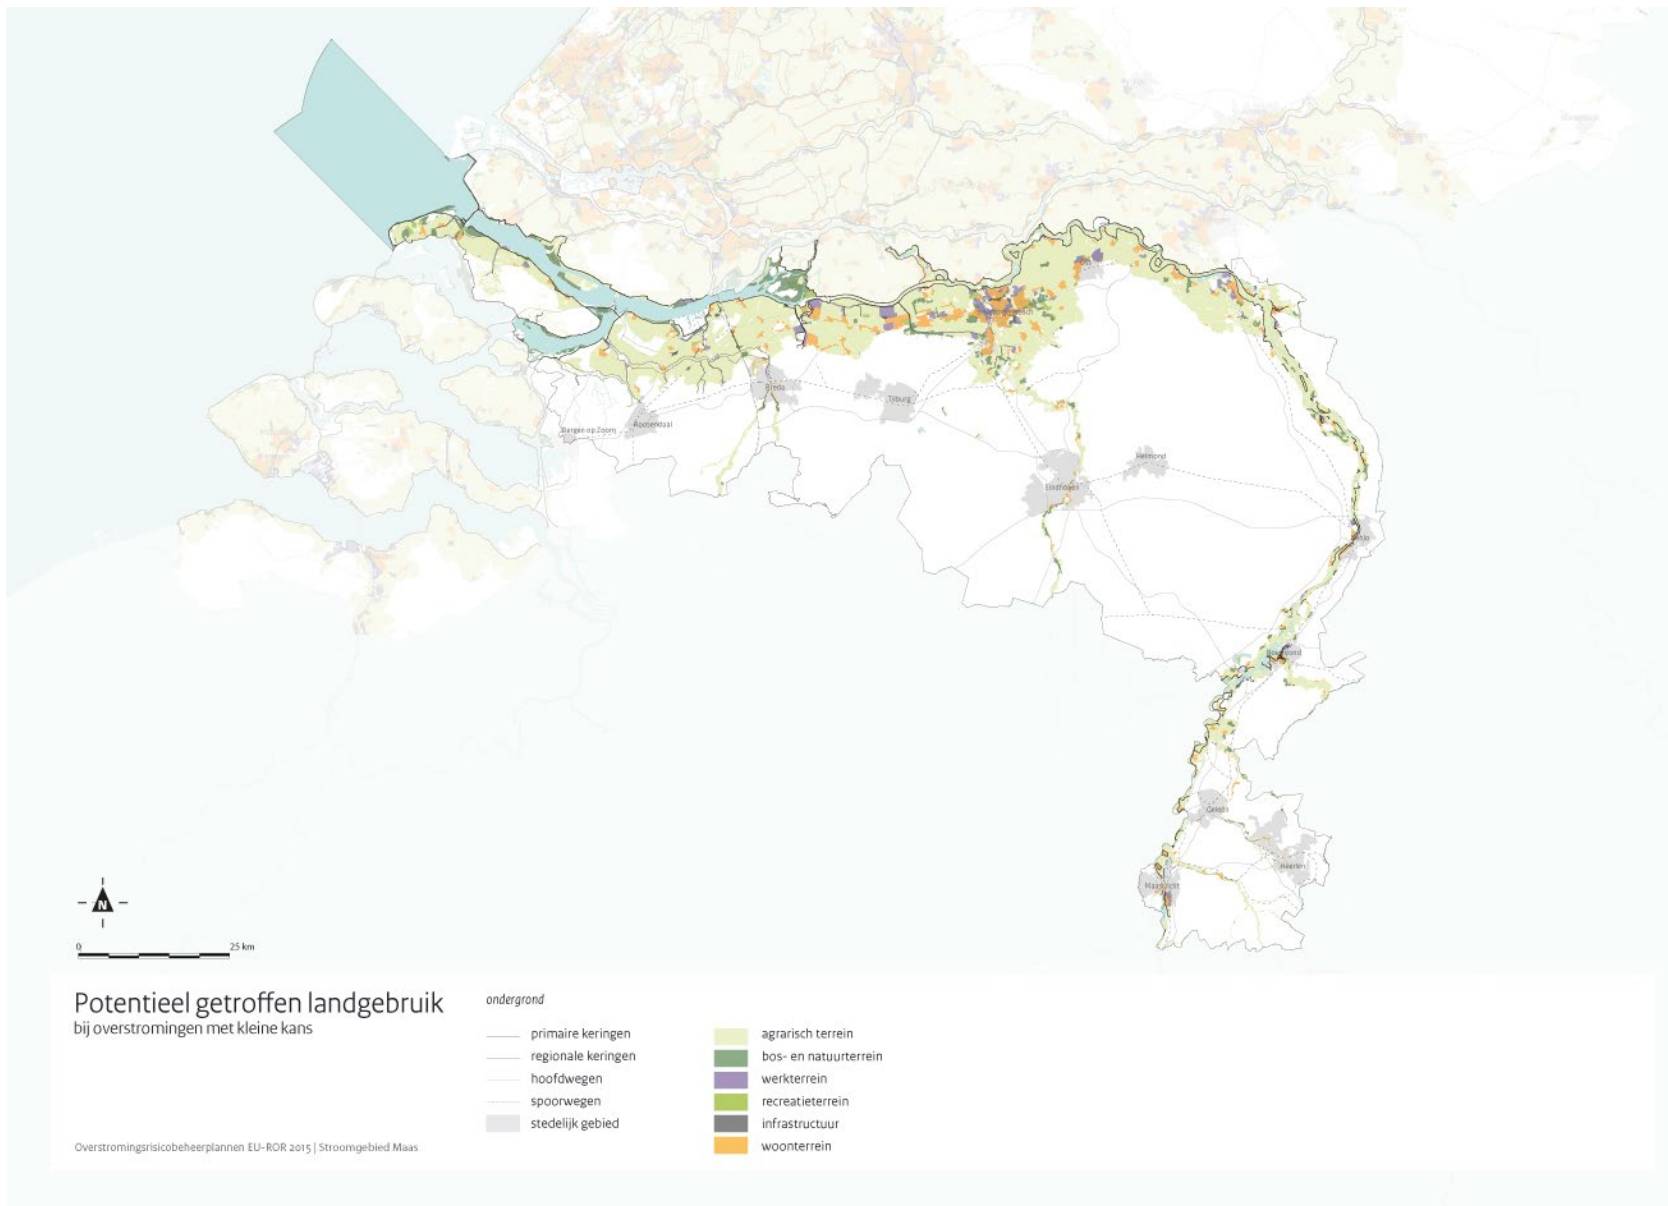 Breda
Tilburg
Bergen op Zoom
Roosendaal
Helmond
Eindhoven
Geleen
Heerlen
Maastricht
N
0 25 km
Potentieel getroffen landgebruik
bij overstromingen met kleine kans
Overstromingsrisicobeheerplannen EU-ROR 2015 | Stroomgebied Maas
ondergrond
primaire keringen
regionale keringen
hoofdwegen
spoorwegen
stedelijk gebied
agrarisch terrein
bos- en natuurterrein
werkterrein
recreatieterrein
infrastructuur
woonterrein